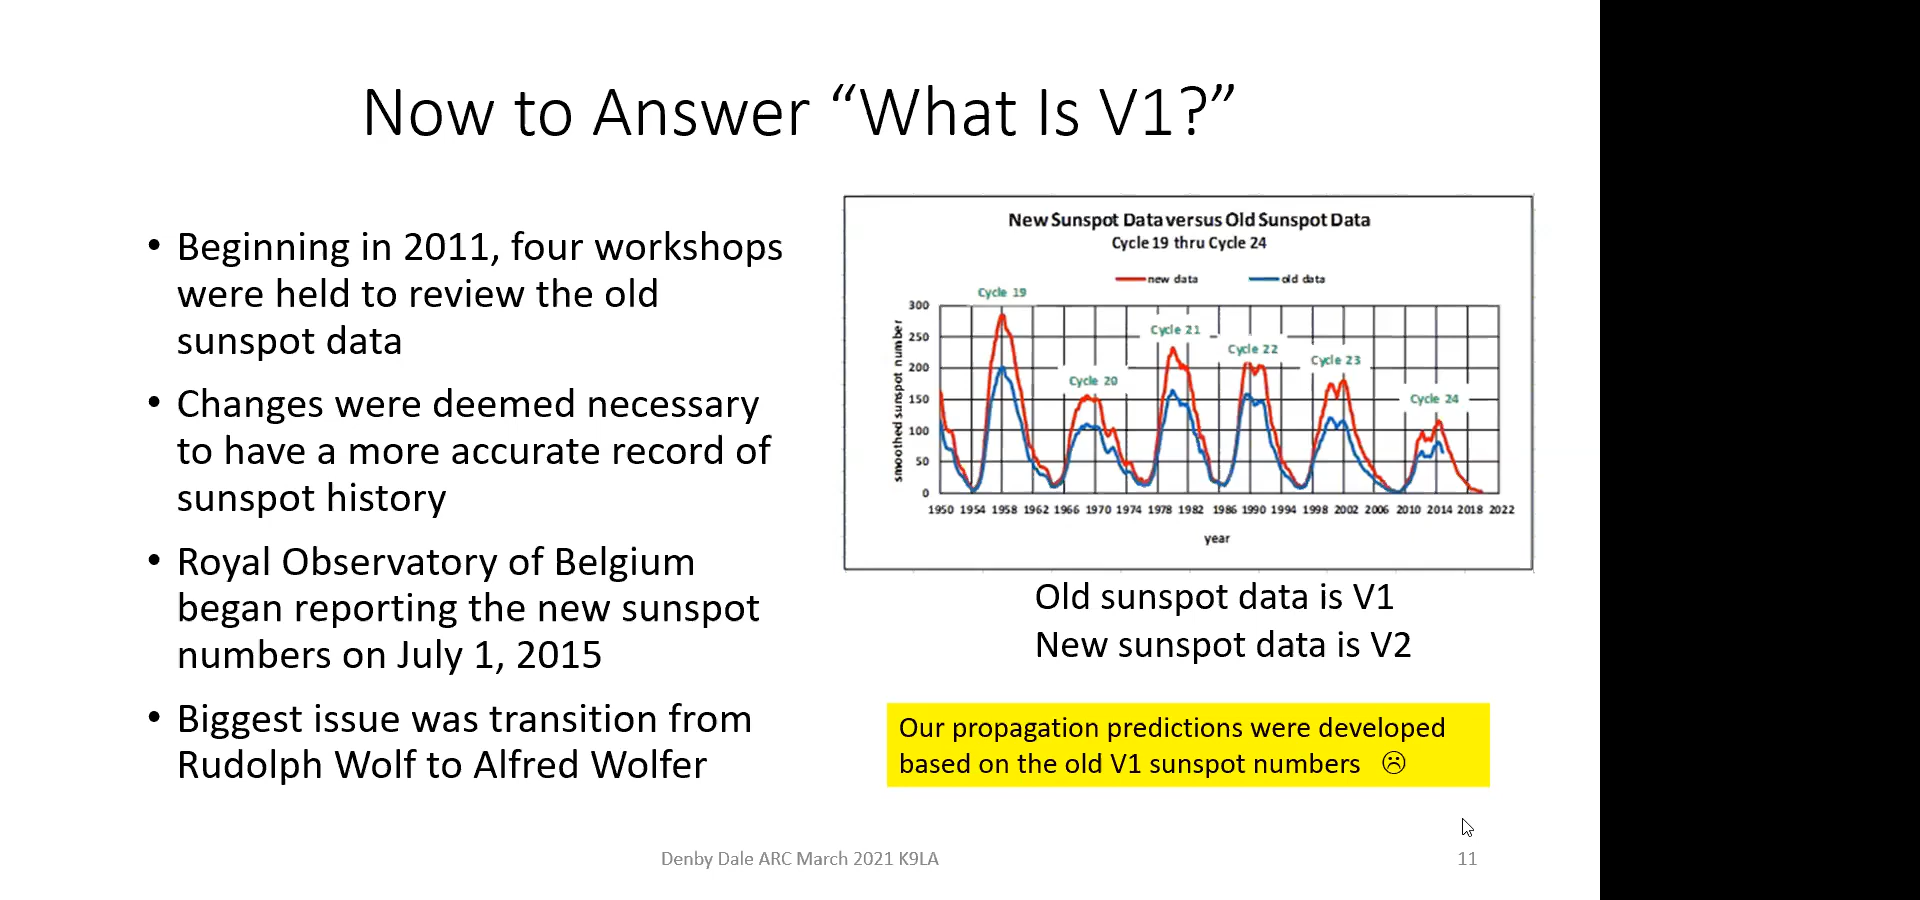 Now to Answer “What Is V1?”
• Beginning in 2011, four workshops
were held to review the old
sunspot data
• Changes were deemed necessary
to have a more accurate record of
sunspot history
• Royal Observatory of Belgium
began reporting the new sunspot
numbers on July 1, 2015
• Biggest issue was transition from
Rudolph Wolf to Alfred Wolfer
New Sunspot Data versus Old Sunspot Data
Cycle 19 thru Cycle 24
new data old data
Cycle 19
Cycle 20
Cycle 21
Cycle 22
Cycle 23
Cycle 24
smoothed sunspot number
300
250
200
150
100
50
0
1950 1954 1958 1962 1966 1970 1974 1978 1982 1986 1990 1994 1998 2002 2006 2010 2014 2018 2022
year
Old sunspot data is V1
New sunspot data is V2
Our propagation predictions were developed
based on the old V1 sunspot numbers ☹
Denby Dale ARC March 2021 K9LA
11